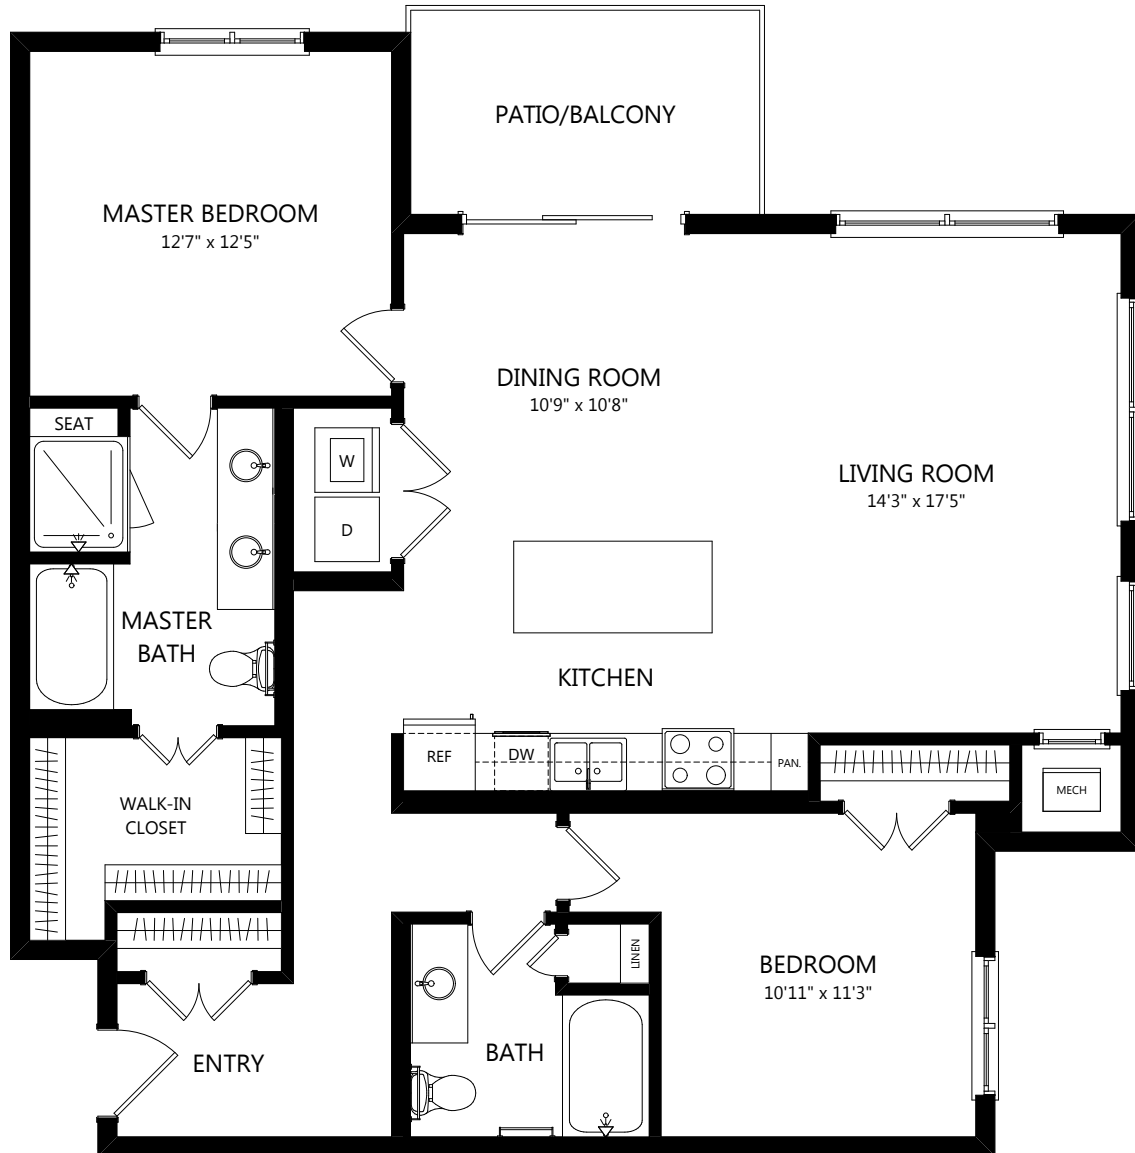 PATIO/BALCONY
MASTER BEDROOM
12'7" x 12'5"
DINING ROOM
10'9" x 10'8"
SEAT
W
D
LIVING ROOM
14'3" x 17'5"
MASTER
BATH
KITCHEN
REF
DW
PAN.
MECH
WALK-IN
CLOSET
LINEN
BEDROOM
10'11" x 11'3"
BATH
ENTRY